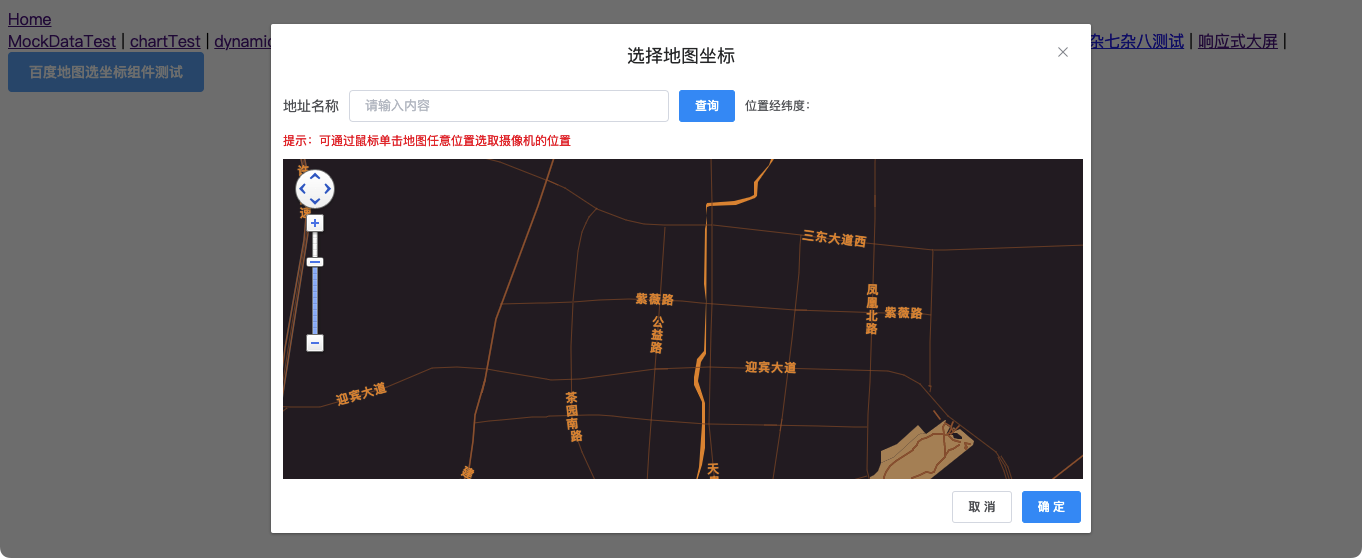 Home
MockDataTest | chartTest | dynamic
杂七杂八测试 | 响应式大屏 |
百度地图选坐标组件测试
选择地图坐标
地址名称 请输入内容 查询 位置经纬度：
提示：可通过鼠标单击地图任意位置选取摄像机的位置
三东大道西
紫薇路
凤凰北路
紫薇路
公益路
迎宾大道
迎宾大道
茶园南路
建
天
取 消 确 定